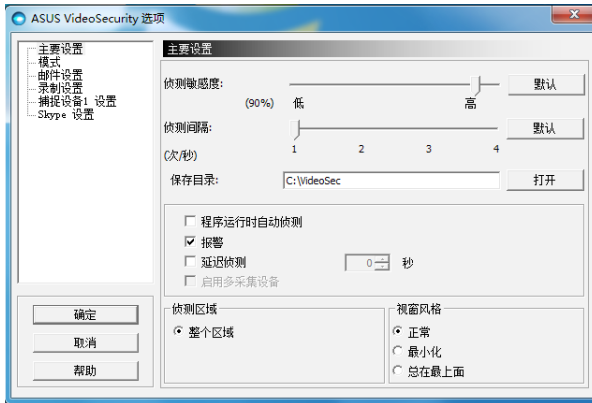 ASUS VideoSecurity 选项
主要设置
模式
邮件设置
录制设置
捕捉设备1 设置
Skype 设置
确定
取消
帮助
主要设置
侦测敏感度:
(90%) 低 高
默认
侦测间隔:
(次/秒)
1 2 3 4
默认
保存目录:
C:\VideoSec
打开
程序运行时自动侦测
报警
延迟侦测 0 秒
启用多采集设备
侦测区域
整个区域
视窗风格
正常
最小化
总在最上面